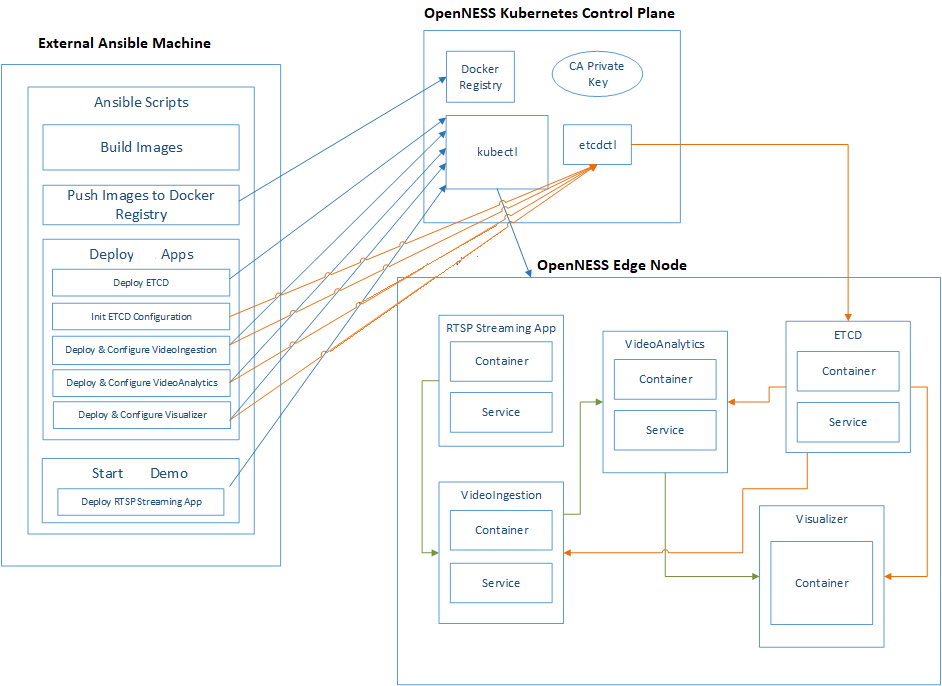 OpenNESS Kubernetes Control Plane
External Ansible Machine
Docker
Registry
CA Private
Key
Ansible Scripts
Build Images
kubectl
etcdctl
Push Images to Docker
Registry
Deploy Apps
Deploy ETCD
Init ETCD Configuration
Deploy & Configure VideoIngestion
Deploy & Configure VideoAnalytics
Deploy & Configure Visualizer
Start Demo
Deploy RTSP Streaming App
OpenNESS Edge Node
RTSP Streaming App
Container
Service
VideoAnalytics
Container
Service
ETCD
Container
Service
VideoIngestion
Container
Service
Visualizer
Container